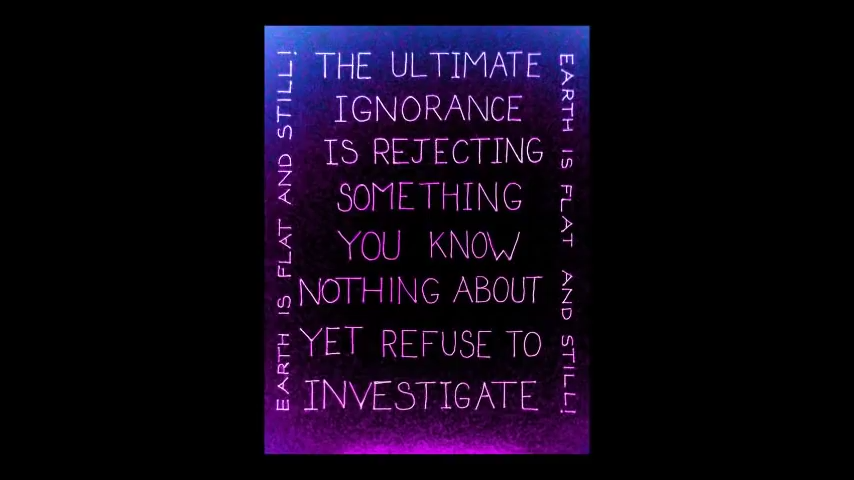 EARTH IS FLAT AND STILL!
THE ULTIMATE
IGNORANCE
IS REJECTING
SOMETHING
YOU KNOW
NOTHING ABOUT
YET REFUSE TO
INVESTIGATE
EARTH IS FLAT AND STILL!